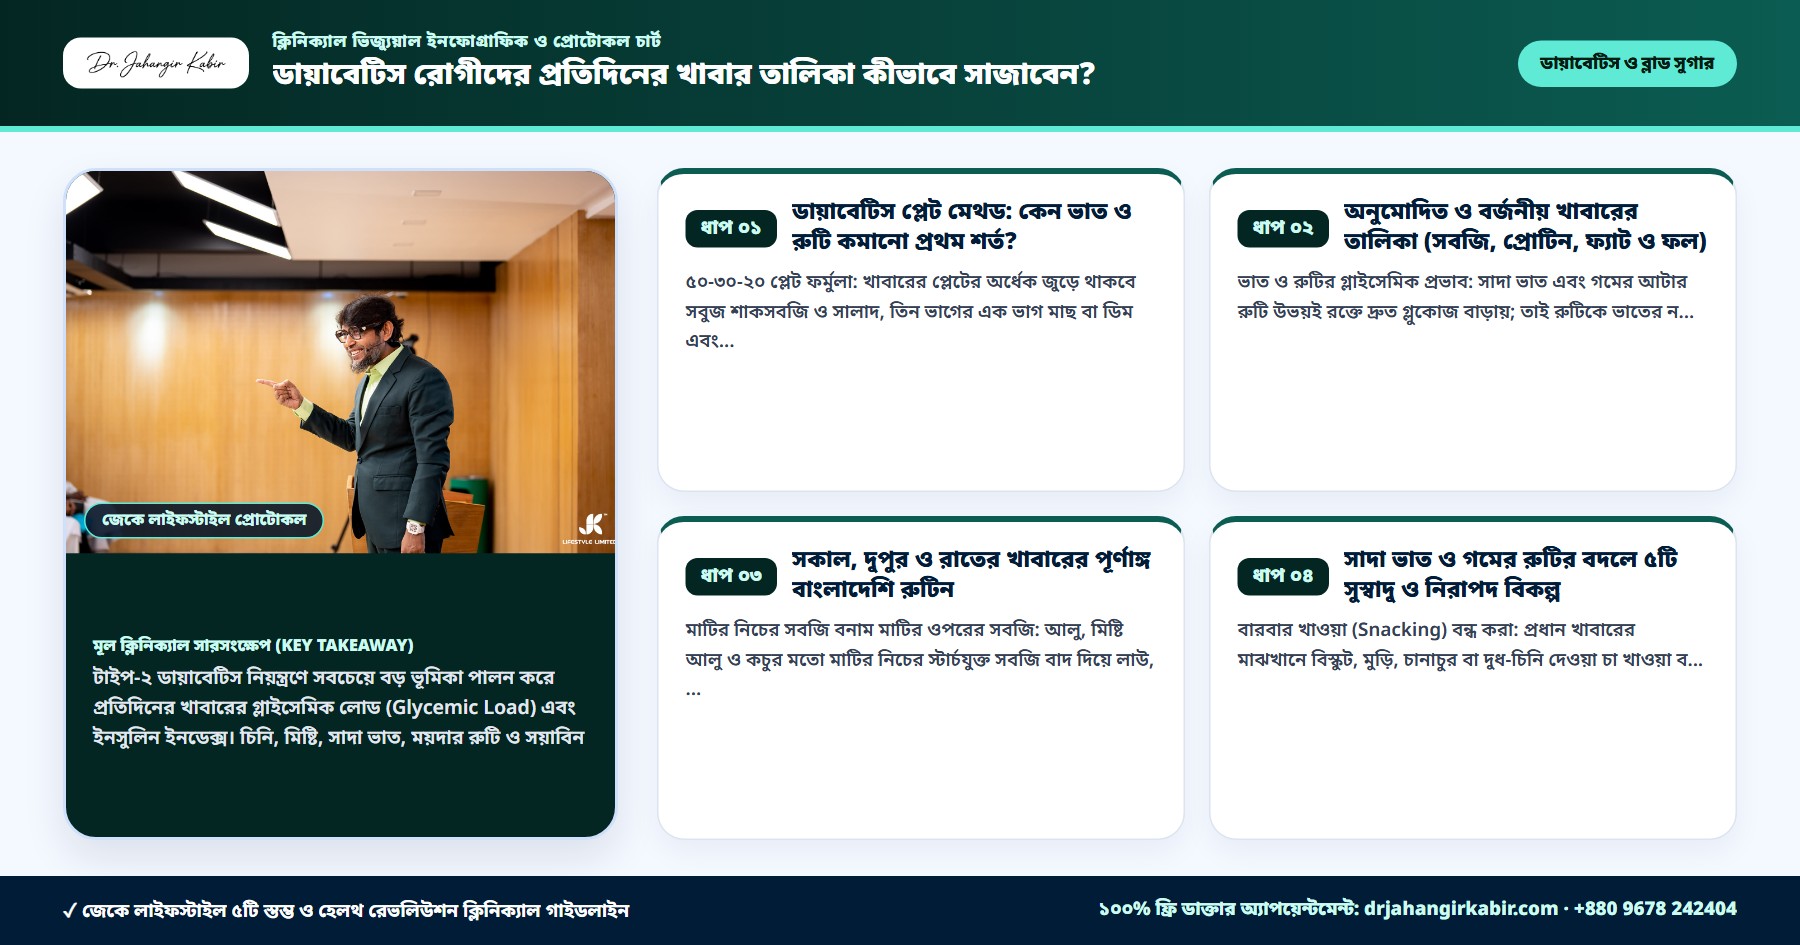 Dr. Jahangir Kabir
ক্লিনিক্যাল ভিজ্যুয়াল ইনফোগ্রাফিক ও প্রোটোকল চার্ট
ডায়াবেটিস রোগীদের প্রতিদিনের খাবার তালিকা কীভাবে সাজাবেন?
ডায়াবেটিস ও ব্লাড সুগার
জেকে লাইফস্টাইল প্রোটোকল
JK
LIFESTYLE LIMITED
মূল ক্লিনিক্যাল সারসংক্ষেপ (KEY TAKEAWAY)
টাইপ-২ ডায়াবেটিস নিয়ন্ত্রণে সবচেয়ে বড় ভূমিকা পালন করে
প্রতিদিনের খাবারের গ্লাইসেমিক লোড (Glycemic Load) এবং
ইনসুলিন ইনডেক্স। চিনি, মিষ্টি, সাদা ভাত, ময়দার রুটি ও সয়াবিন
ধাপ ০১
ডায়াবেটিস প্লেট মেথড: কেন ভাত ও
রুটি কমানো প্রথম শর্ত?
৫০-৩০-২০ প্লেট ফর্মুলা: খাবারের প্লেটের অর্ধেক জুড়ে থাকবে
সবুজ শাকসবজি ও সালাদ, তিন ভাগের এক ভাগ মাছ বা ডিম
এবং...
ধাপ ০২
অনুমোদিত ও বর্জনীয় খাবারের
তালিকা (সবজি, প্রোটিন, ফ্যাট ও ফল)
ভাত ও রুটির গ্লাইসেমিক প্রভাব: সাদা ভাত এবং গমের আটার
রুটি উভয়ই রক্তে দ্রুত গ্লুকোজ বাড়ায়; তাই রুটিকে ভাতের ন...
ধাপ ০৩
সকাল, দুপুর ও রাতের খাবারের পূর্ণাঙ্গ
বাংলাদেশি রুটিন
মাটির নিচের সবজি বনাম মাটির ওপরের সবজি: আলু, মিষ্টি
আলু ও কচুর মতো মাটির নিচের স্টার্চযুক্ত সবজি বাদ দিয়ে লাউ,
...
ধাপ ০৪
সাদা ভাত ও গমের রুটির বদলে ৫টি
সুস্বাদু ও নিরাপদ বিকল্প
বারবার খাওয়া (Snacking) বন্ধ করা: প্রধান খাবারের
মাঝখানে বিস্কুট, মুড়ি, চানাচুর বা দুধ-চিনি দেওয়া চা খাওয়া ব...
✓ জেকে লাইফস্টাইল ৫টি স্তম্ভ ও হেলথ রেভলিউশন ক্লিনিক্যাল গাইডলাইন
১০০% ফ্রি ডাক্তার অ্যাপয়েন্টমেন্ট: drjahangirkabir.com · +880 9678 242404